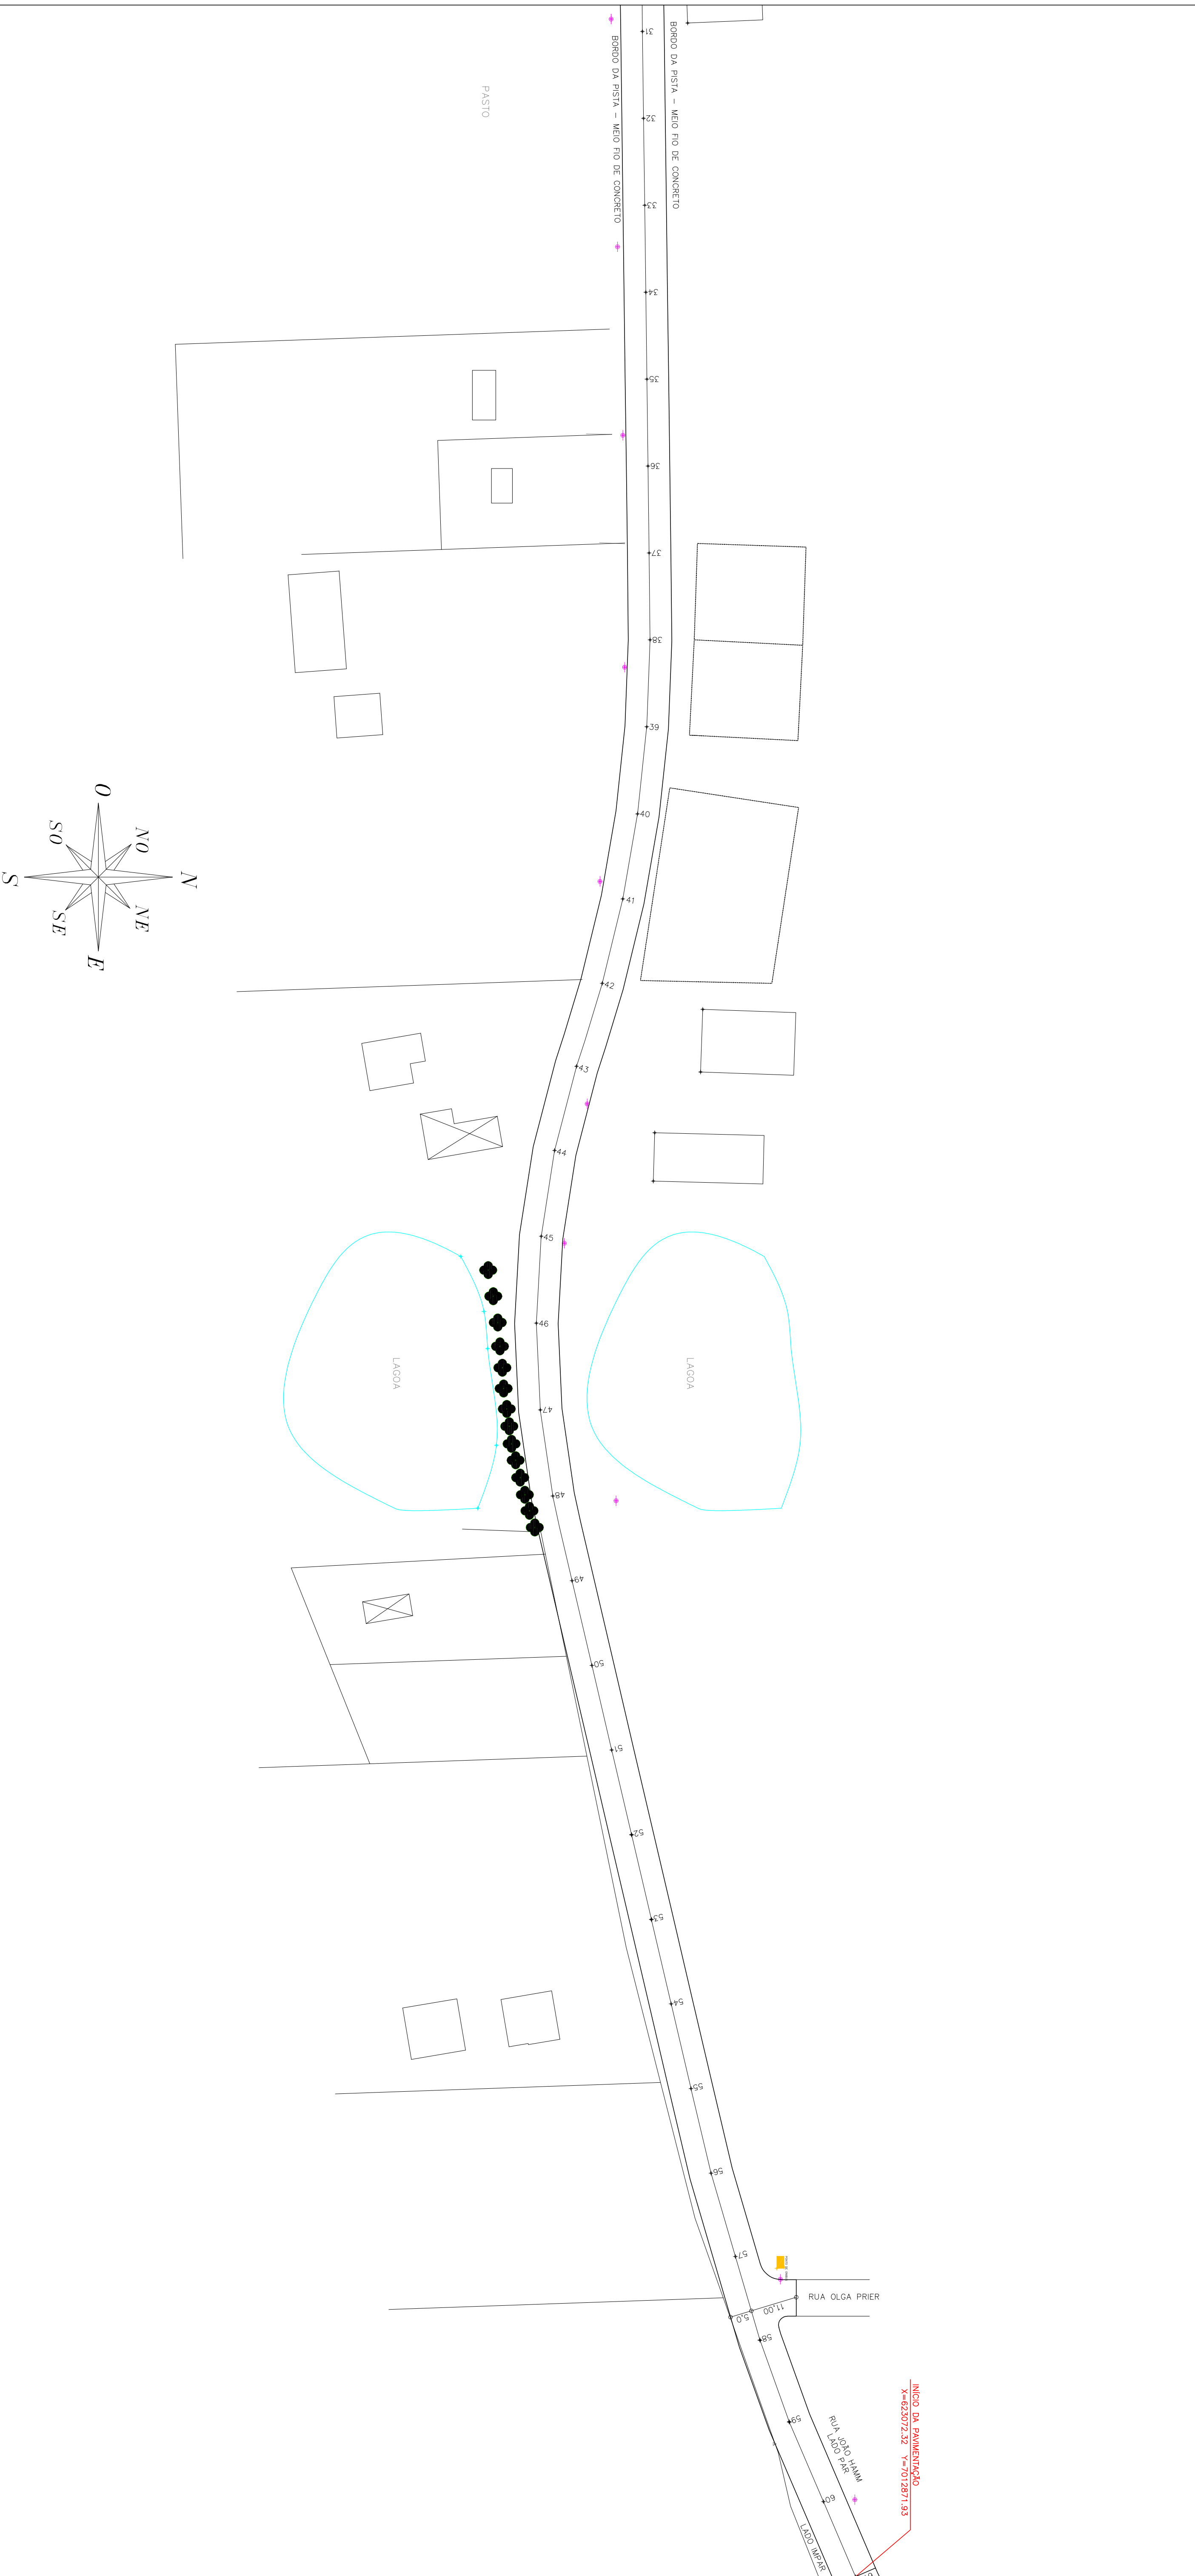 BORDO DA PISTA - MEIO FIO DE CONCRETO
BORDO DA PISTA - MEIO FIO DE CONCRETO
PASTO
31
32
33
34
35
36
37
38
39
40
41
42
43
44
45
46
47
48
49
50
51
52
53
54
55
56
57
58
59
60
N
NE
E
SE
S
SO
O
NO
LAGOA
LAGOA
RUA OLGA PRIER
11,00
5,0
RUA JOÃO HAMM
LADO PAR
LADO IMPAR
INÍCIO DA PAVIMENTAÇÃO
X=623072.32 Y=7012871.93